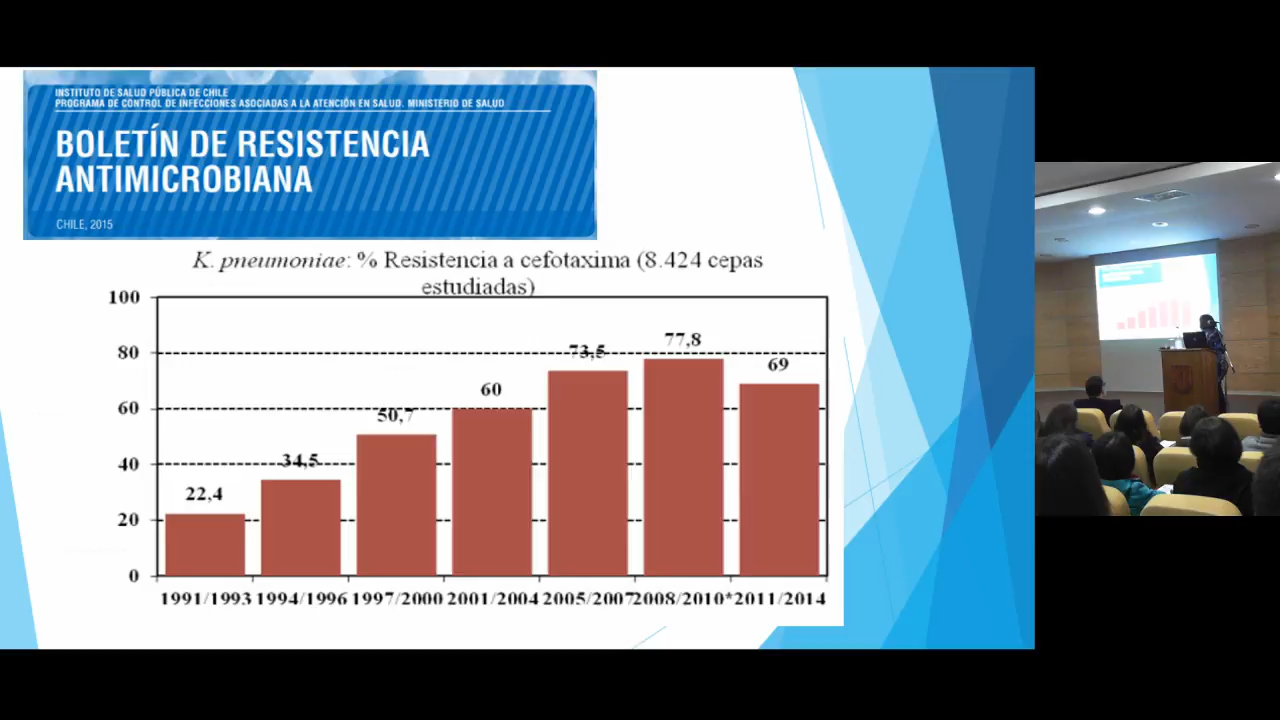 INSTITUTO DE SALUD PÚBLICA DE CHILE
PROGRAMA DE CONTROL DE INFECCIONES ASOCIADAS A LA ATENCIÓN EN SALUD. MINISTERIO DE SALUD
BOLETÍN DE RESISTENCIA
ANTIMICROBIANA
CHILE, 2015
K. pneumoniae: % Resistencia a cefotaxima (8.424 cepas
estudiadas)
100
80
60
40
20
0
22,4
34,5
50,7
60
73,5
77,8
69
1991/1993 1994/1996 1997/2000 2001/2004 2005/2007 2008/2010* 2011/2014